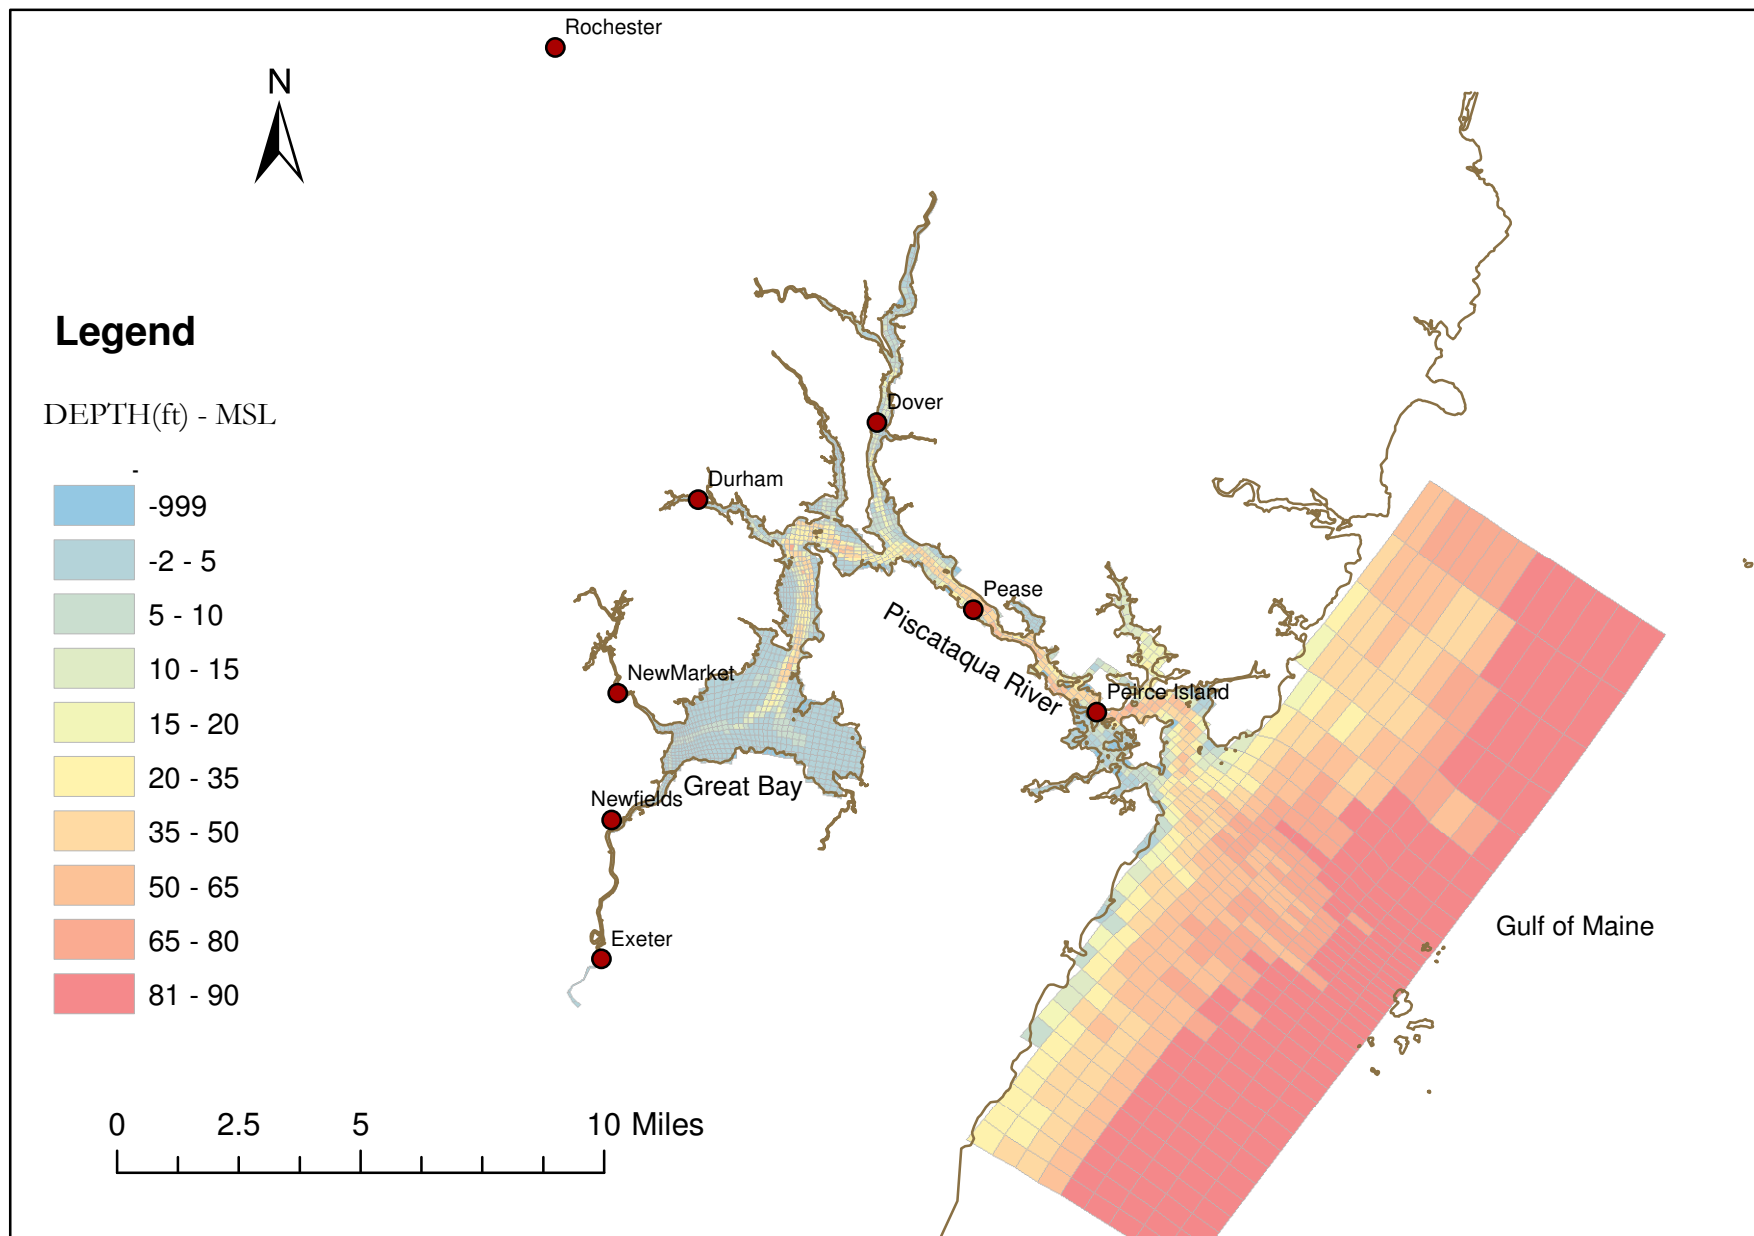 Rochester
N
Legend
DEPTH(ft) - MSL
-
-999
-2 - 5
5 - 10
10 - 15
15 - 20
20 - 35
35 - 50
50 - 65
65 - 80
81 - 90
Dover
Durham
Pease
Piscataqua River
NewMarket
Peirce Island
Great Bay
Newfields
Exeter
Gulf of Maine
0 2.5 5 10 Miles